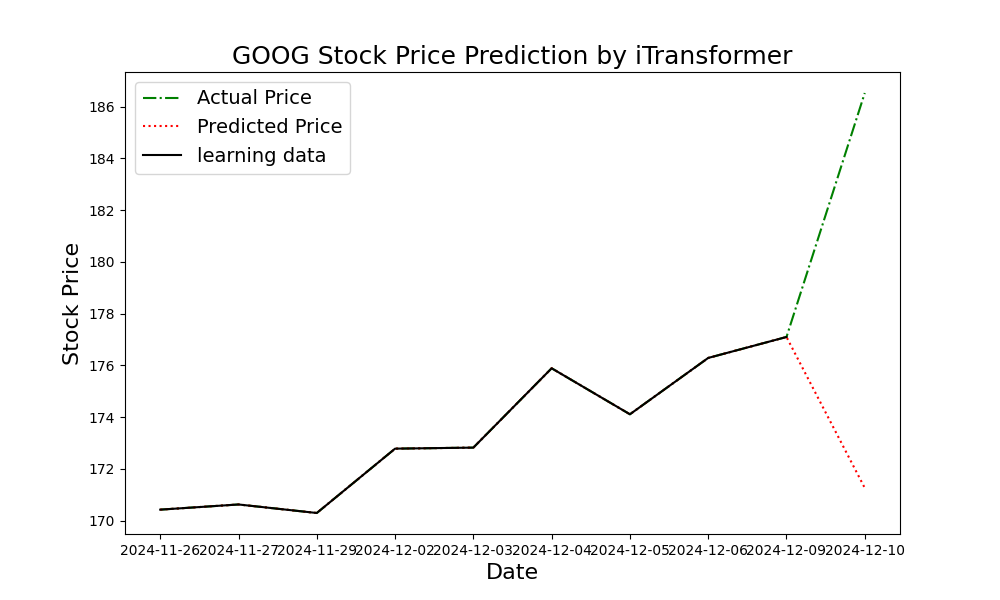 GOOG Stock Price Prediction by iTransformer
Actual Price
Predicted Price
learning data
186
184
182
180
178
176
174
172
170
Stock Price
2024-11-26 2024-11-27 2024-11-29 2024-12-02 2024-12-03 2024-12-04 2024-12-05 2024-12-06 2024-12-09 2024-12-10
Date